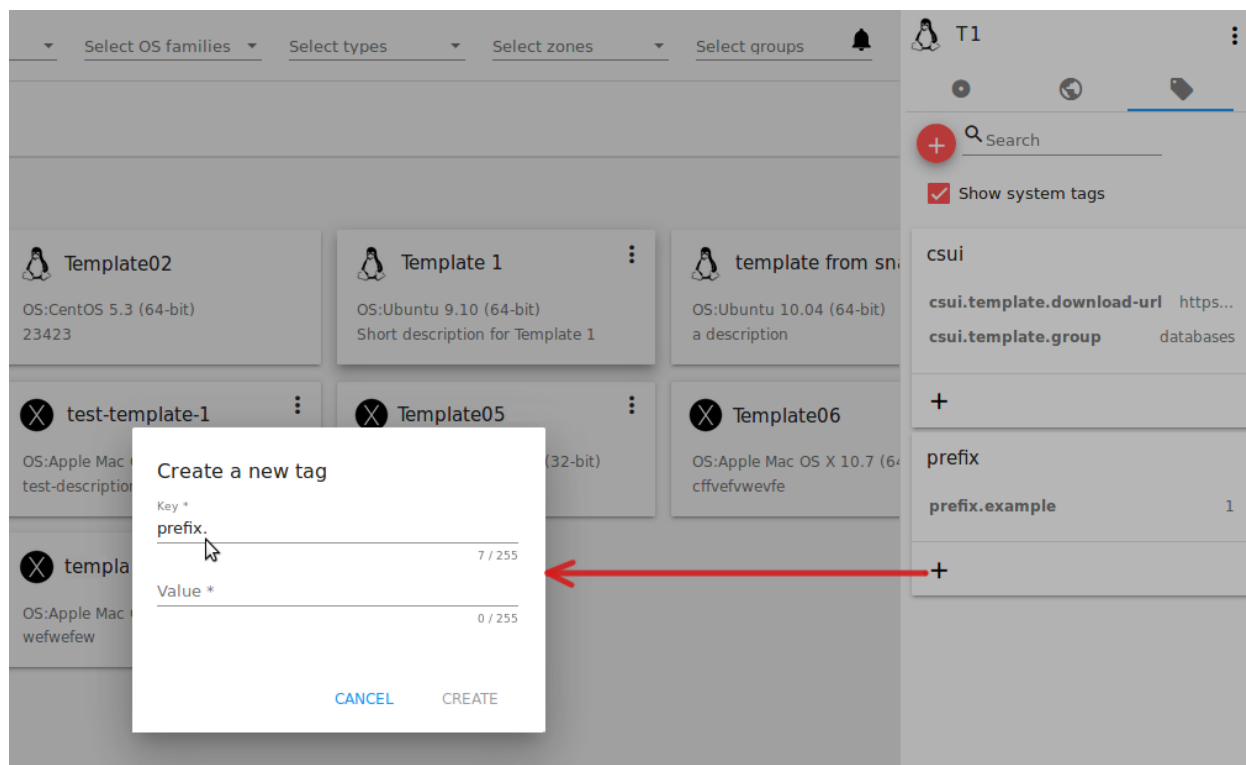 Select OS families
Select types
Select zones
Select groups
T1
Search
Show system tags
csui
csui.template.download-url https...
csui.template.group databases
+
prefix
prefix.example 1
+
Template02
OS:CentOS 5.3 (64-bit)
23423
Template 1
OS:Ubuntu 9.10 (64-bit)
Short description for Template 1
template from sna
OS:Ubuntu 10.04 (64-bit)
a description
X
test-template-1
OS:Apple Mac
test-description
X
Template05
(32-bit)
X
Template06
OS:Apple Mac OS X 10.7 (64
cffvefvwevfe
X
templa
OS:Apple Mac
wefwefew
Create a new tag
Key *
prefix.
7 / 255
Value *
0 / 255
CANCEL
CREATE